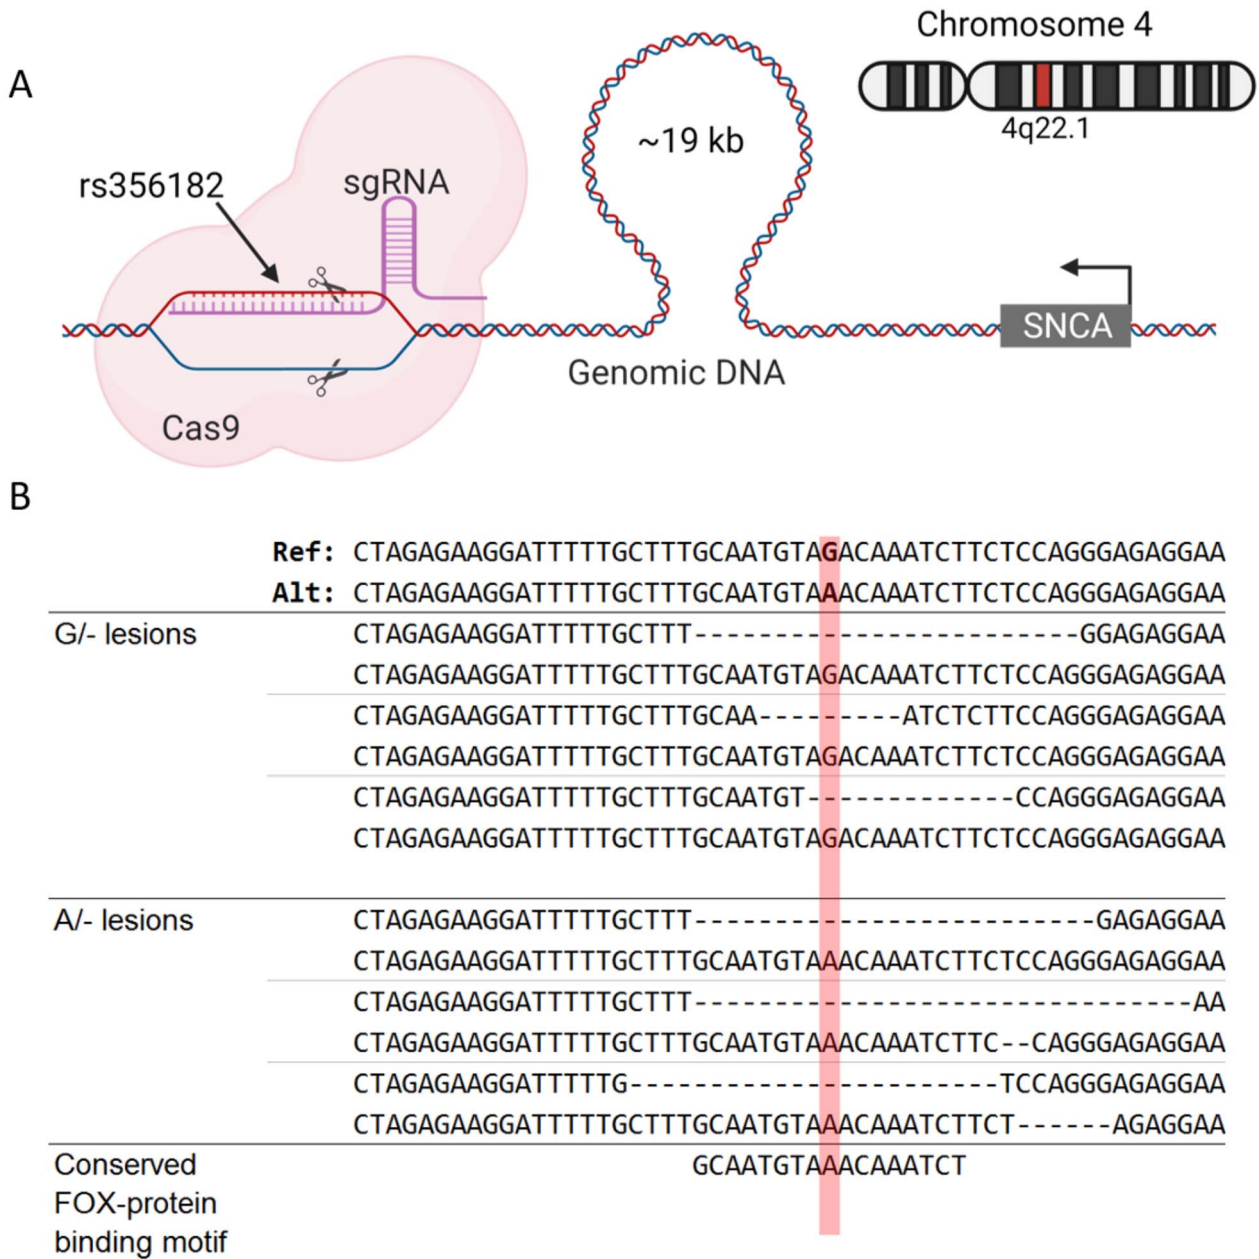 A
Chromosome 4
4q22.1
~19 kb
rs356182
sgRNA
SNCA
Genomic DNA
Cas9
B
Ref: CTAGAGAAGGATTTTTGCTTTGCAATGTAGACAAATCTTCTCCAGGGAGAGGAA
Alt: CTAGAGAAGGATTTTTGCTTTGCAATGTAAACAAATCTTCTCCAGGGAGAGGAA
G/- lesions CTAGAGAAGGATTTTTGCTTT------------------------GGAGAGGAA
CTAGAGAAGGATTTTTGCTTTGCAATGTAGACAAATCTTCTCCAGGGAGAGGAA
CTAGAGAAGGATTTTTGCTTTGCAA---------ATCTCTTCCAGGGAGAGGAA
CTAGAGAAGGATTTTTGCTTTGCAATGTAGACAAATCTTCTCCAGGGAGAGGAA
CTAGAGAAGGATTTTTGCTTTGCAATGT-------------CCAGGGAGAGGAA
CTAGAGAAGGATTTTTGCTTTGCAATGTAGACAAATCTTCTCCAGGGAGAGGAA
A/- lesions CTAGAGAAGGATTTTTGCTTT-------------------------GAGAGGAA
CTAGAGAAGGATTTTTGCTTTGCAATGTAAACAAATCTTCTCCAGGGAGAGGAA
CTAGAGAAGGATTTTTGCTTT-------------------------------AA
CTAGAGAAGGATTTTTGCTTTGCAATGTAAACAAATCTTC--CAGGGAGAGGAA
CTAGAGAAGGATTTTTG-----------------------TCCAGGGAGAGGAA
CTAGAGAAGGATTTTTGCTTTGCAATGTAAACAAATCTTCT------AGAGGAA
Conserved GCAATGTAAACAAATCT
FOX-protein
binding motif